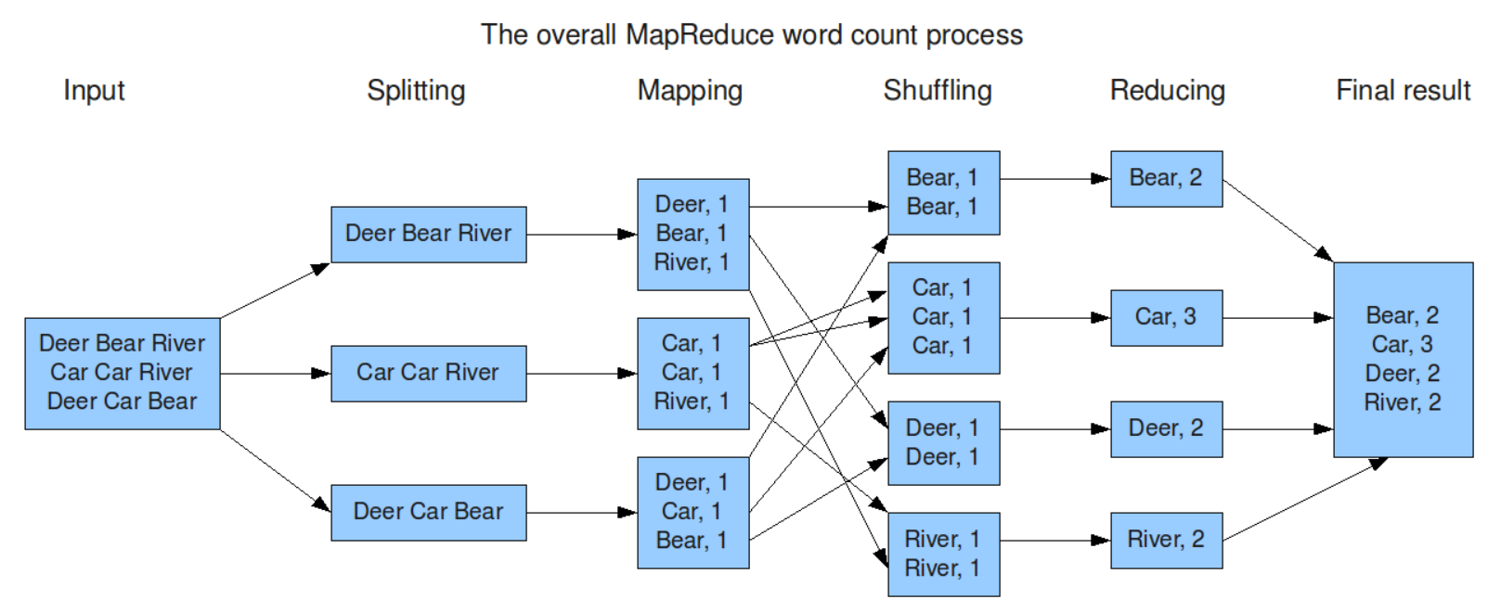 The overall MapReduce word count process
Input
Splitting
Mapping
Shuffling
Reducing
Final result
Deer Bear River
Car Car River
Deer Car Bear
Deer Bear River
Car Car River
Deer Car Bear
Deer, 1
Bear, 1
River, 1
Car, 1
Car, 1
River, 1
Deer, 1
Car, 1
Bear, 1
Bear, 1
Bear, 1
Car, 1
Car, 1
Car, 1
Deer, 1
Deer, 1
River, 1
River, 1
Bear, 2
Car, 3
Deer, 2
River, 2
Bear, 2
Car, 3
Deer, 2
River, 2